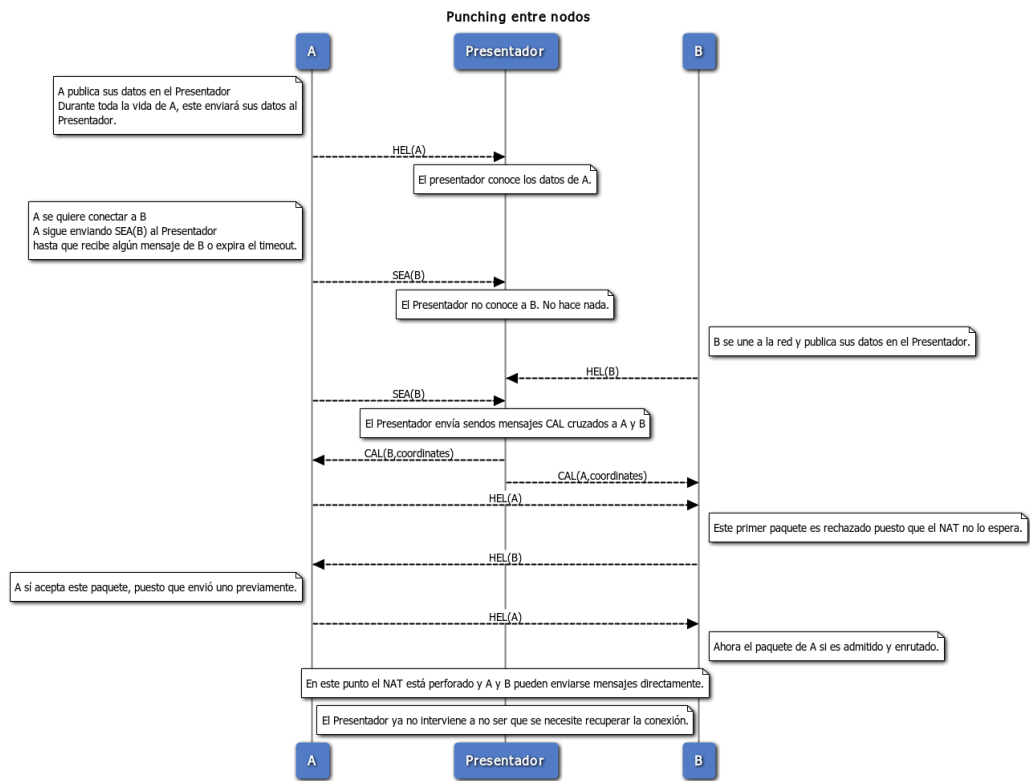 Punching entre nodos
A
Presentador
B
A publica sus datos en el Presentador
Durante toda la vida de A, este enviará sus datos al
Presentador.
HEL(A)
El presentador conoce los datos de A.
A se quiere conectar a B
A sigue enviando SEA(B) al Presentador
hasta que recibe algún mensaje de B o expira el timeout.
SEA(B)
El Presentador no conoce a B. No hace nada.
B se une a la red y publica sus datos en el Presentador.
HEL(B)
SEA(B)
El Presentador envía sendos mensajes CAL cruzados a A y B
CAL(B,coordinates)
CAL(A,coordinates)
HEL(A)
Este primer paquete es rechazado puesto que el NAT no lo espera.
HEL(B)
A sí acepta este paquete, puesto que envió uno previamente.
HEL(A)
Ahora el paquete de A si es admitido y enrutado.
En este punto el NAT está perforado y A y B pueden enviarse mensajes directamente.
El Presentador ya no interviene a no ser que se necesite recuperar la conexión.
A
Presentador
B